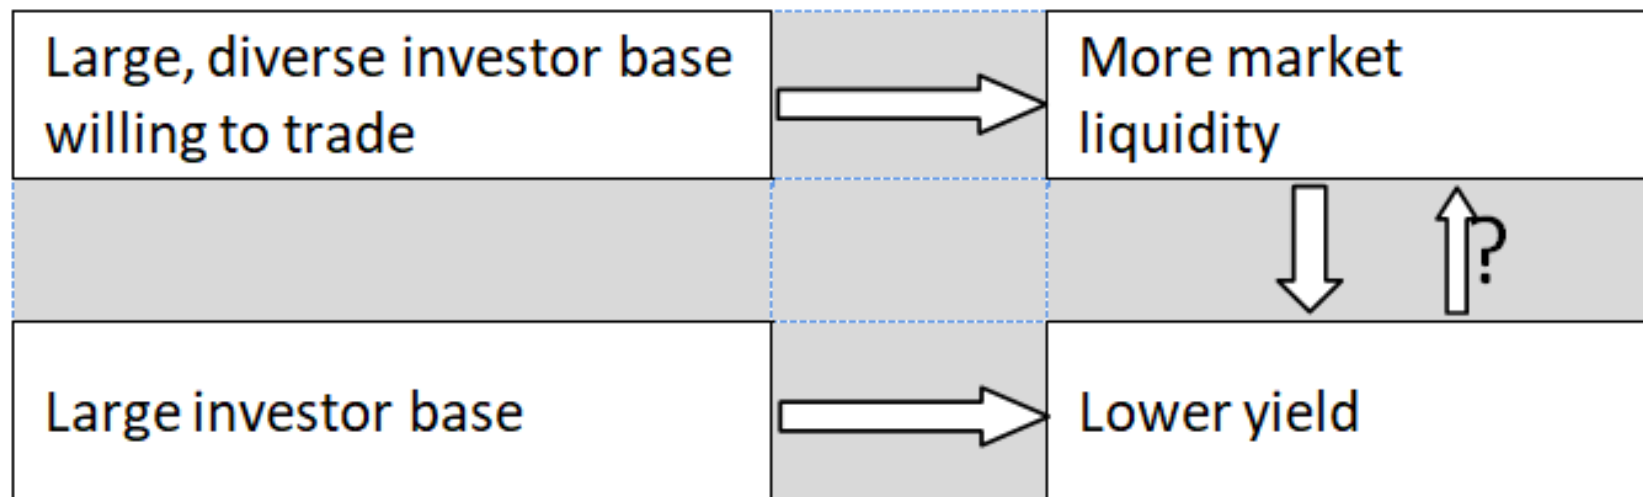 Large, diverse investor base
willing to trade
More market
liquidity
?
Large investor base
Lower yield